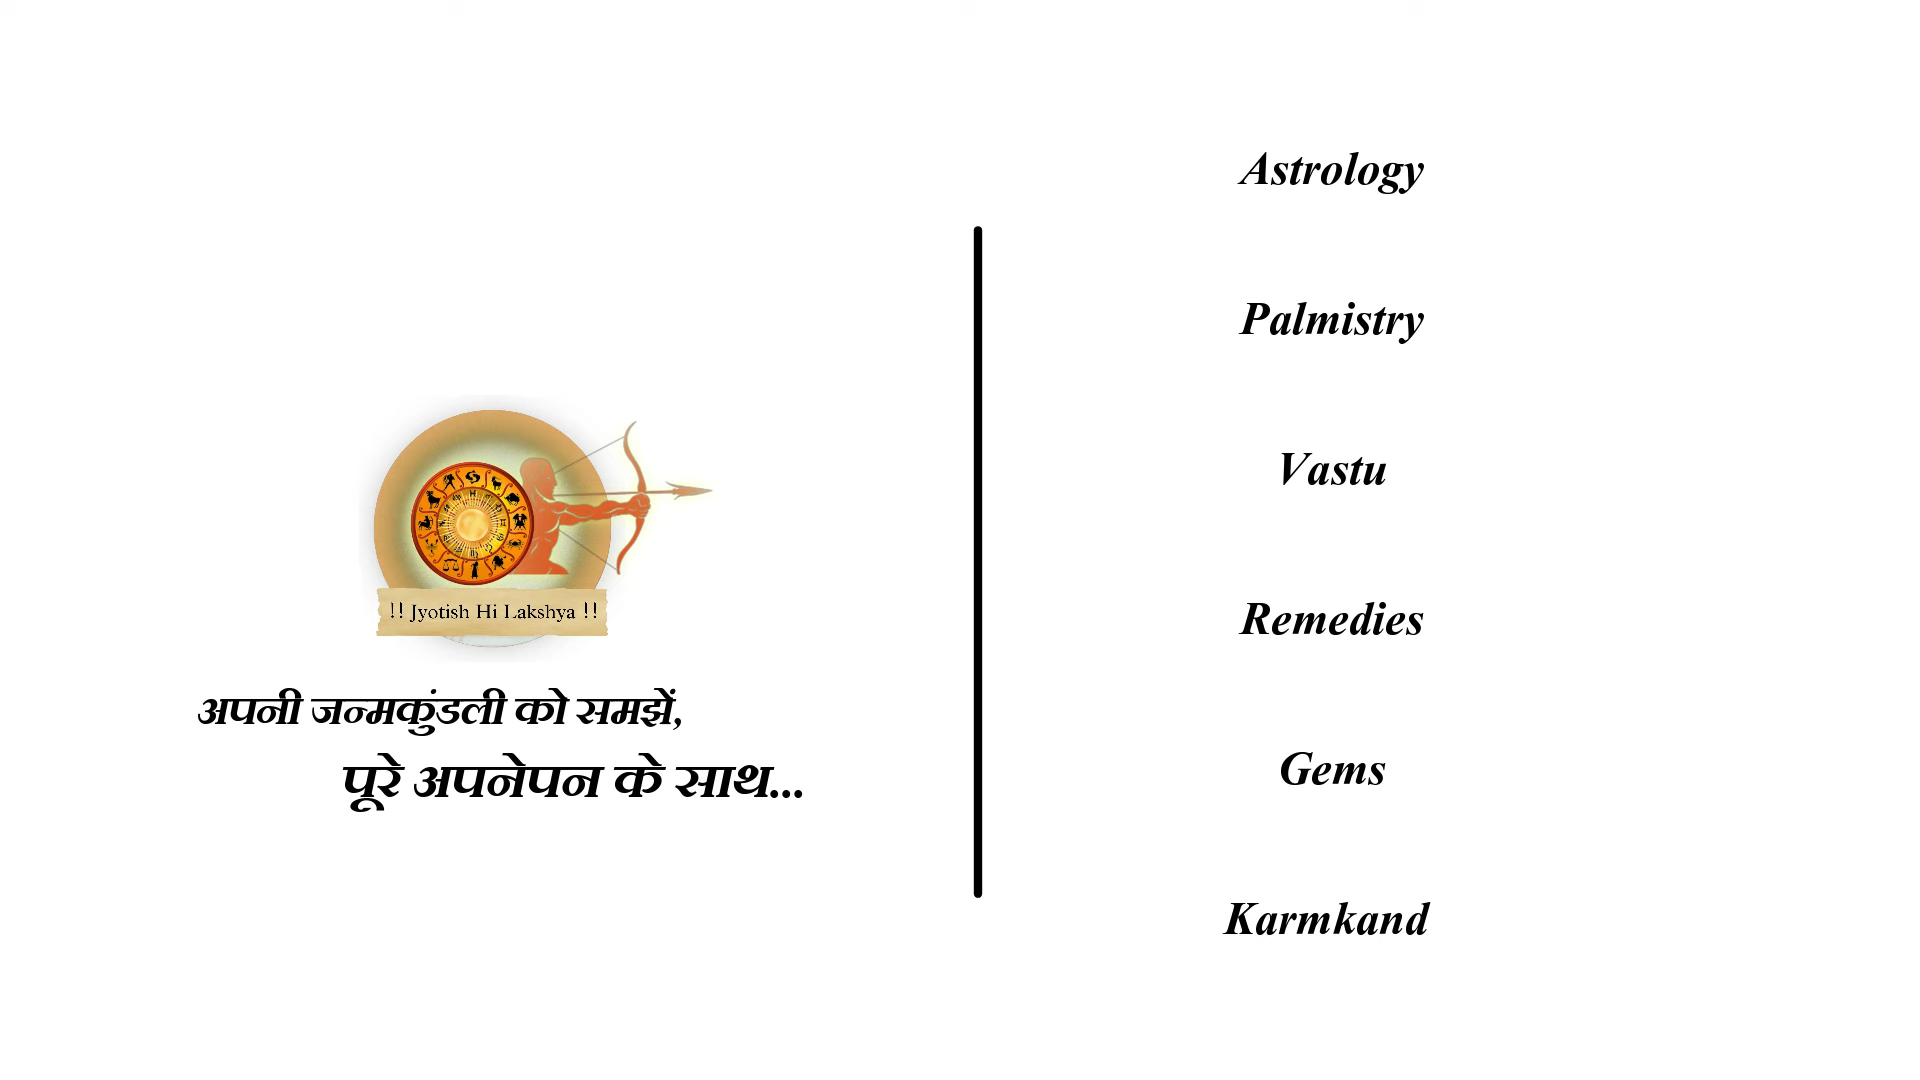 !! Jyotish Hi Lakshya !!
अपनी जन्मकुंडली को समझें,
पूरे अपनेपन के साथ...
Astrology
Palmistry
Vastu
Remedies
Gems
Karmkand